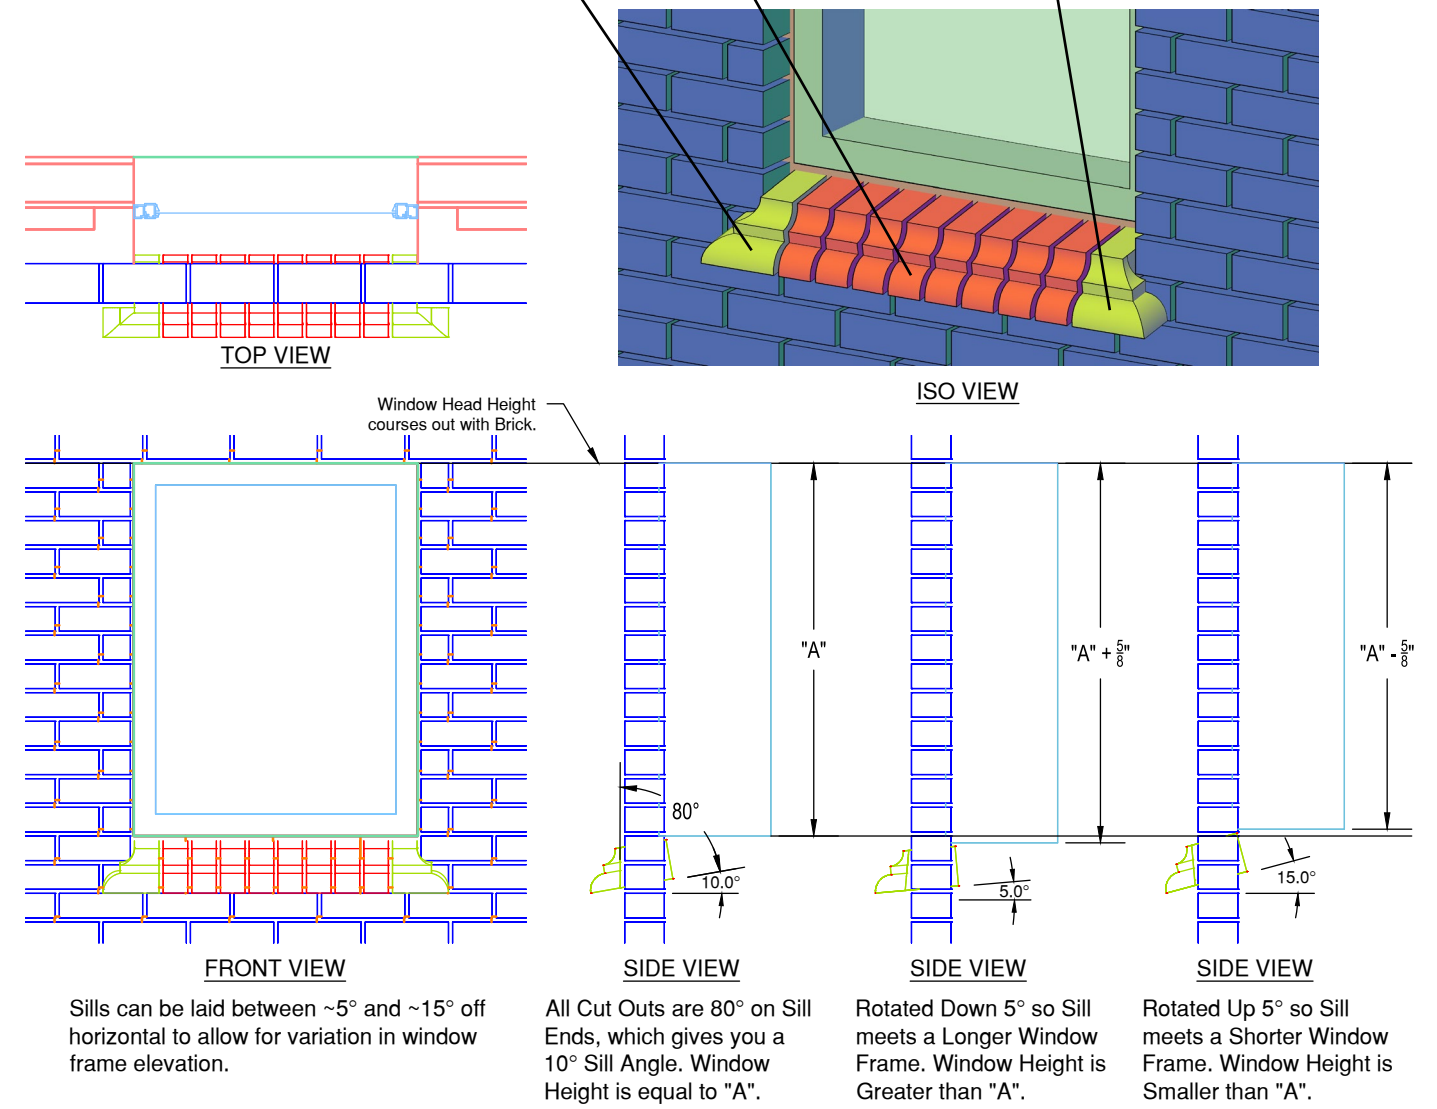 TOP VIEW
ISO VIEW
Window Head Height
courses out with Brick.
"A"
"A" + 5/8"
"A" - 5/8"
80°
10.0°
5.0°
15.0°
FRONT VIEW
Sills can be laid between ~5° and ~15° off
horizontal to allow for variation in window
frame elevation.
SIDE VIEW
All Cut Outs are 80° on Sill
Ends, which gives you a
10° Sill Angle. Window
Height is equal to "A".
SIDE VIEW
Rotated Down 5° so Sill
meets a Longer Window
Frame. Window Height is
Greater than "A".
SIDE VIEW
Rotated Up 5° so Sill
meets a Shorter Window
Frame. Window Height is
Smaller than "A".